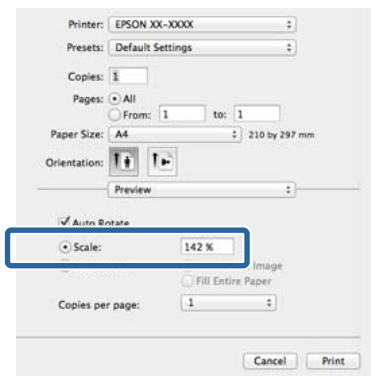 Printer: EPSON XX-XXXX
Presets: Default Settings
Copies: 1
Pages: All
From: 1 to: 1
Paper Size: A4 210 by 297 mm
Orientation:
Preview
Auto Rotate
Scale: 142 %
Image
Fill Entire Paper
Copies per page: 1
Cancel Print